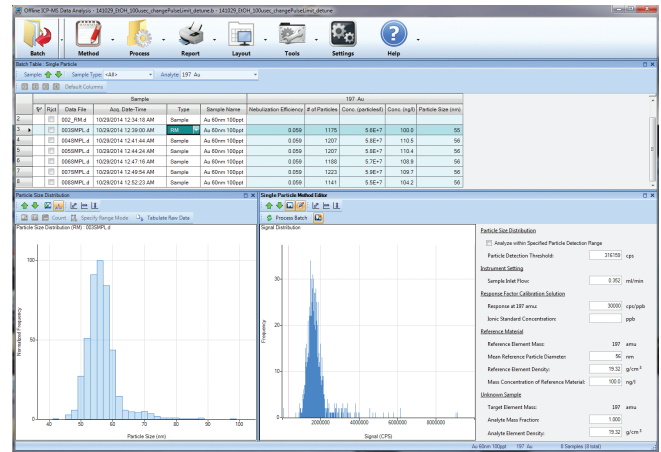 Offline ICP-MS Data Analysis - 141029_EtOH_100usec_changePulseLimit_detune.b - 141029_EtOH_100usec_changePulseLimit_detune
Batch Method Process Report Layout Tools Settings Help
Batch Table : Single Particle
Sample: Sample Type: <All> Analyte: 197 Au
Default Columns
Sample 197 Au
Rjct Data File Acq. Date-Time Type Sample Name Nebulization Efficiency # of Particles Conc. (particles/l) Conc. (ng/l) Particle Size (nm)
2 002_RM.d 10/29/2014 12:34:18 AM Sample Au 60nm 100ppt
3 003SMPL.d 10/29/2014 12:39:00 AM RM Au 60nm 100ppt 0.059 1175 5.6E+7 100.0 56
4 004SMPL.d 10/29/2014 12:41:44 AM Sample Au 60nm 100ppt 0.059 1207 5.8E+7 110.5 56
5 005SMPL.d 10/29/2014 12:44:24 AM Sample Au 60nm 100ppt 0.059 1207 5.8E+7 110.4 56
6 006SMPL.d 10/29/2014 12:47:16 AM Sample Au 60nm 100ppt 0.059 1188 5.7E+7 108.9 56
7 007SMPL.d 10/29/2014 12:49:54 AM Sample Au 60nm 100ppt 0.059 1223 5.9E+7 109.7 56
8 008SMPL.d 10/29/2014 12:52:23 AM Sample Au 60nm 100ppt 0.059 1141 5.5E+7 104.2 56
Particle Size Distribution
Count Specify Range Mode Tabulate Raw Data
Particle Size Distribution (RM) : 003SMPL.d
Normalized Frequency
100
50
0
40 50 60 70 80 90 100
Particle Size (nm)
Single Particle Method Editor
Process Batch
Signal Distribution
Frequency
30
20
10
0
2000000 4000000 6000000 8000000
Signal (CPS)
Particle Size Distribution
Analyze within Specified Particle Detection Range
Particle Detection Threshold: 316159 cps
Instrument Setting
Sample Inlet Flow: 0.352 ml/min
Response Factor Calibration Solution
Response at 197 amu: 30000 cps/ppb
Ionic Standard Concentration: ppb
Reference Material
Reference Element Mass: 197 amu
Mean Reference Particle Diameter: 56 nm
Reference Element Density: 19.32 g/cm³
Mass Concentration of Reference Material: 100.0 ng/l
Unknown Sample
Target Element Mass: 197 amu
Analyte Mass Fraction: 1.000
Analyte Element Density: 19.32 g/cm³
Au 60nm 100ppt 197 Au 8 Samples (8 total)